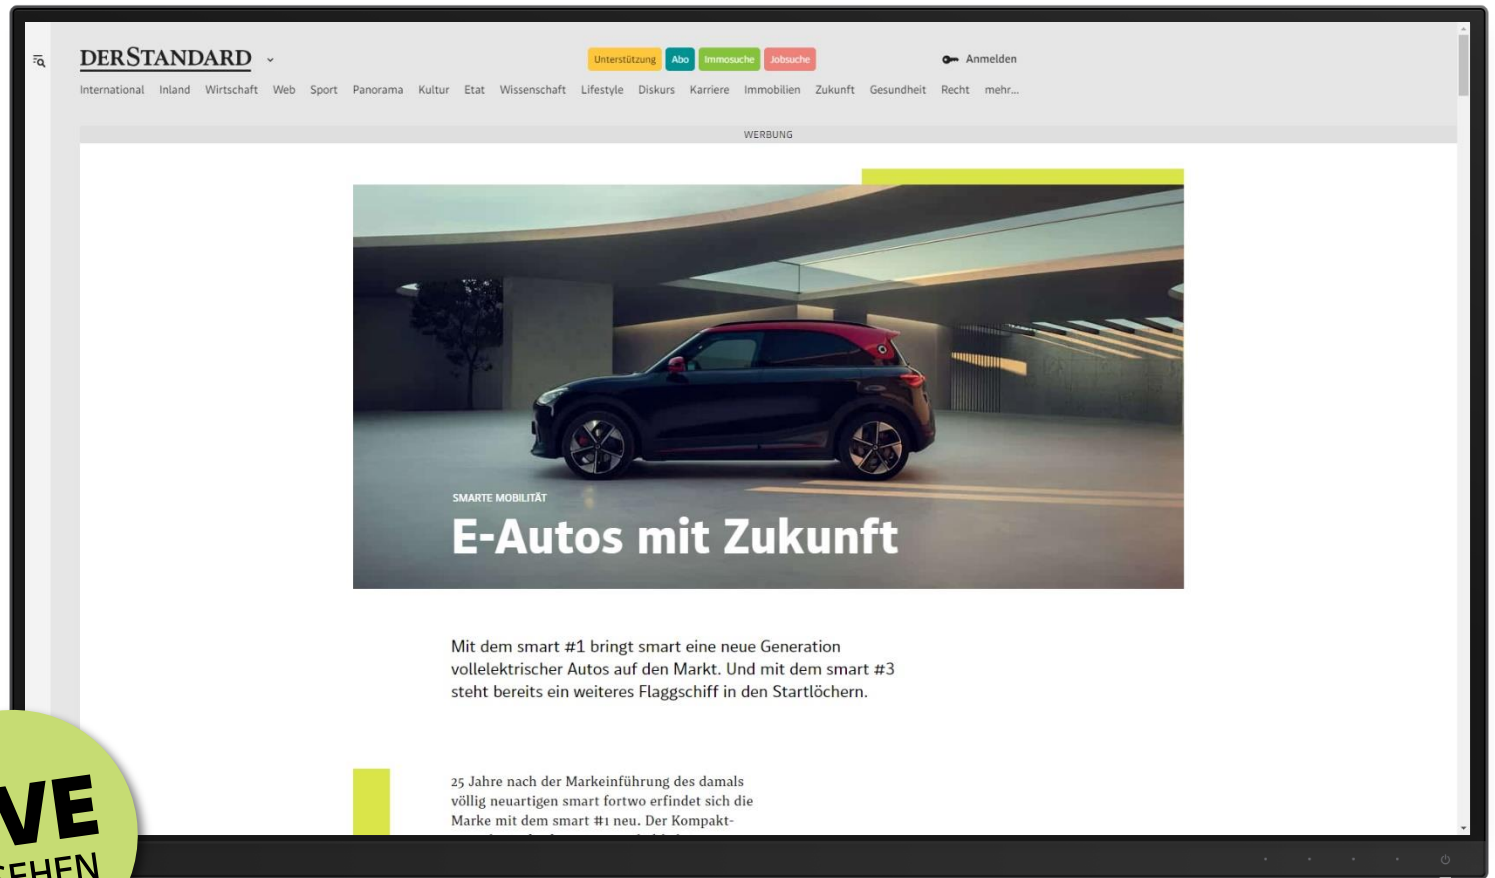 DERSTANDARD
Unterstützung Abo Immosuche Jobsuche
Anmelden
International Inland Wirtschaft Web Sport Panorama Kultur Etat Wissenschaft Lifestyle Diskurs Karriere Immobilien Zukunft Gesundheit Recht mehr...
WERBUNG
SMARTE MOBILITÄT
E-Autos mit Zukunft
Mit dem smart #1 bringt smart eine neue Generation
vollelektrischer Autos auf den Markt. Und mit dem smart #3
steht bereits ein weiteres Flaggschiff in den Startlöchern.
25 Jahre nach der Markeinführung des damals
völlig neuartigen smart fortwo erfindet sich die
Marke mit dem smart #1 neu. Der Kompakt-
VE
SEHEN